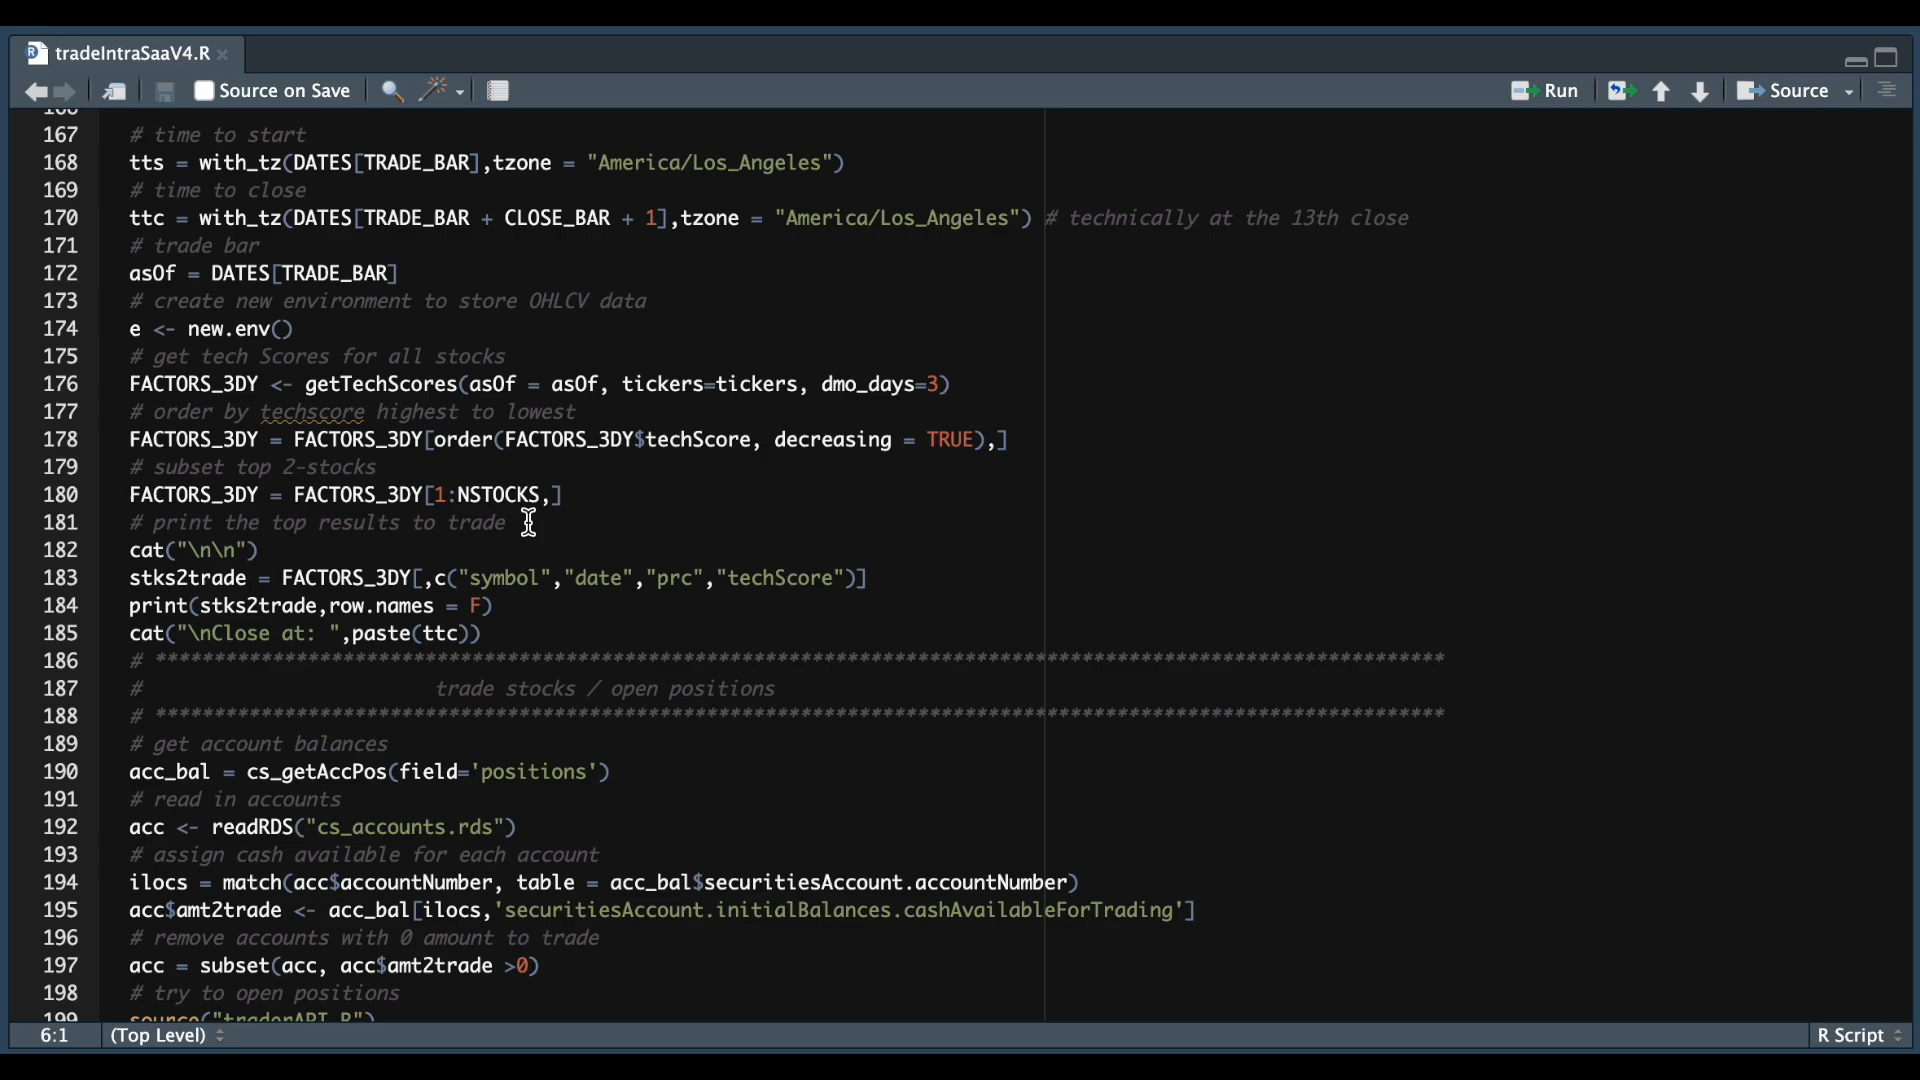 tradeIntraSaaV4.R
Source on Save
Run
Source
167 # time to start
168 tts = with_tz(DATES[TRADE_BAR],tzone = "America/Los_Angeles")
169 # time to close
170 ttc = with_tz(DATES[TRADE_BAR + CLOSE_BAR + 1],tzone = "America/Los_Angeles") # technically at the 13th close
171 # trade bar
172 asOf = DATES[TRADE_BAR]
173 # create new environment to store OHLCV data
174 e <- new.env()
175 # get tech Scores for all stocks
176 FACTORS_3DY <- getTechScores(asOf = asOf, tickers=tickers, dmo_days=3)
177 # order by techscore highest to lowest
178 FACTORS_3DY = FACTORS_3DY[order(FACTORS_3DY$techScore, decreasing = TRUE),]
179 # subset top 2-stocks
180 FACTORS_3DY = FACTORS_3DY[1:NSTOCKS,]
181 # print the top results to trade
182 cat("\n\n")
183 stks2trade = FACTORS_3DY[,c("symbol","date","prc","techScore")]
184 print(stks2trade,row.names = F)
185 cat("\nClose at: ",paste(ttc))
186 # **************************************************************************************************************
187 # trade stocks / open positions
188 # **************************************************************************************************************
189 # get account balances
190 acc_bal = cs_getAccPos(field='positions')
191 # read in accounts
192 acc <- readRDS("cs_accounts.rds")
193 # assign cash available for each account
194 ilocs = match(acc$accountNumber, table = acc_bal$securitiesAccount.accountNumber)
195 acc$amt2trade <- acc_bal[ilocs,'securitiesAccount.initialBalances.cashAvailableForTrading']
196 # remove accounts with 0 amount to trade
197 acc = subset(acc, acc$amt2trade >0)
198 # try to open positions
199 source("traderAPI.R")
6:1 (Top Level)
R Script